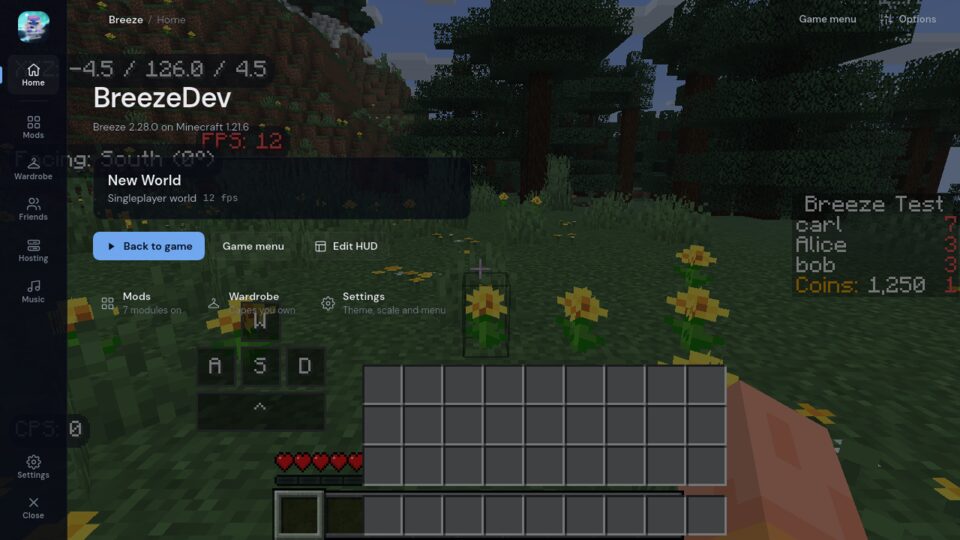 Breeze / Home
Game menu
Options
-4.5 / 126.0 / 4.5
Home
BreezeDev
Breeze 2.28.0 on Minecraft 1.21.6
FPS: 12
Mods
Facing: South (0°)
Wardrobe
New World
Singleplayer world 12 fps
Friends
Breeze Test
carl 7
Alice 3
bob 3
Coins: 1,250 1
Hosting
Back to game
Game menu
Edit HUD
Music
Mods
7 modules on
Wardrobe
Capes you own
Settings
Theme, scale and menu
W
A S D
^
CPS: 0
Settings
Close